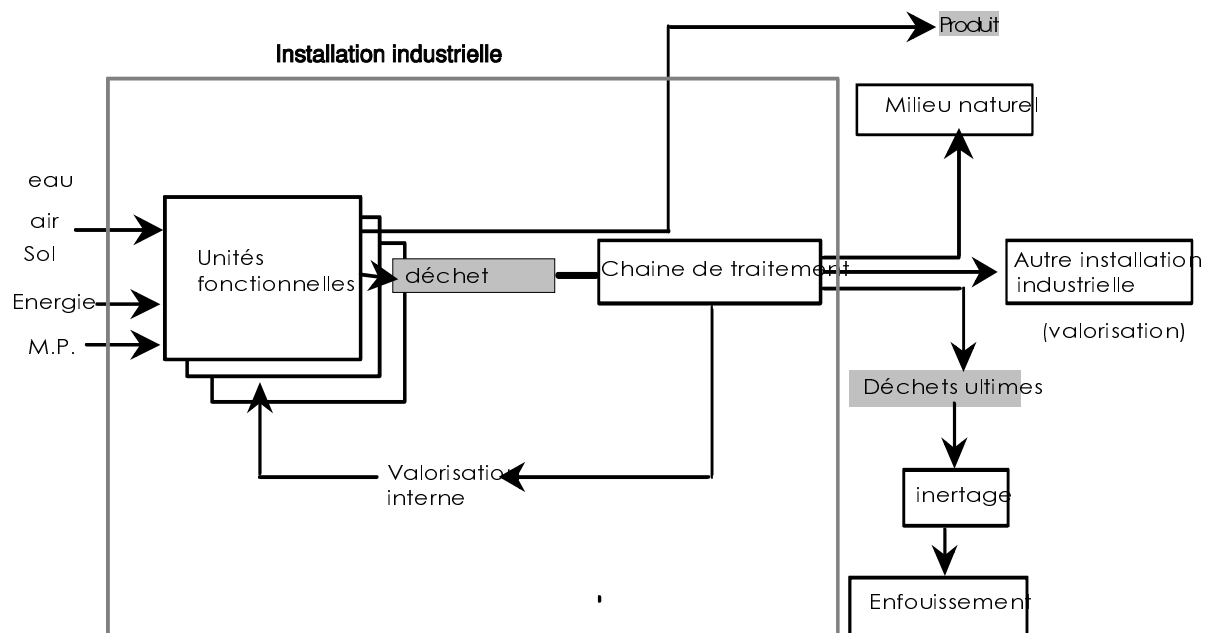 Produit
Installation industrielle
Milieu naturel
eau
air
Sol
Unités
fonctionnelles
déchet
Chaine de traitement
Autre installation
industrielle
(valorisation)
Energie
M.P.
Déchets ultimes
Valorisation
interne
inertage
Enfouissement